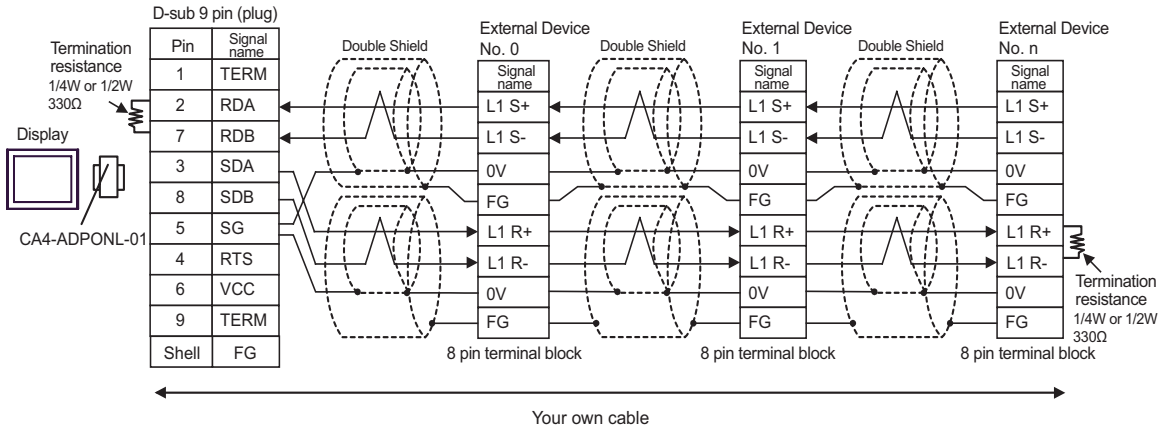 D-sub 9 pin (plug)
Termination
resistance
1/4W or 1/2W
330Ω
Display
CA4-ADPONL-01
Pin Signal name
1 TERM
2 RDA
7 RDB
3 SDA
8 SDB
5 SG
4 RTS
6 VCC
9 TERM
Shell FG
Double Shield
External Device
No. 0
Signal
name
L1 S+
L1 S-
0V
FG
L1 R+
L1 R-
0V
FG
8 pin terminal block
Double Shield
External Device
No. 1
Signal
name
L1 S+
L1 S-
0V
FG
L1 R+
L1 R-
0V
FG
8 pin terminal block
Double Shield
External Device
No. n
Signal
name
L1 S+
L1 S-
0V
FG
L1 R+
L1 R-
0V
FG
8 pin terminal block
Termination
resistance
1/4W or 1/2W
330Ω
Your own cable